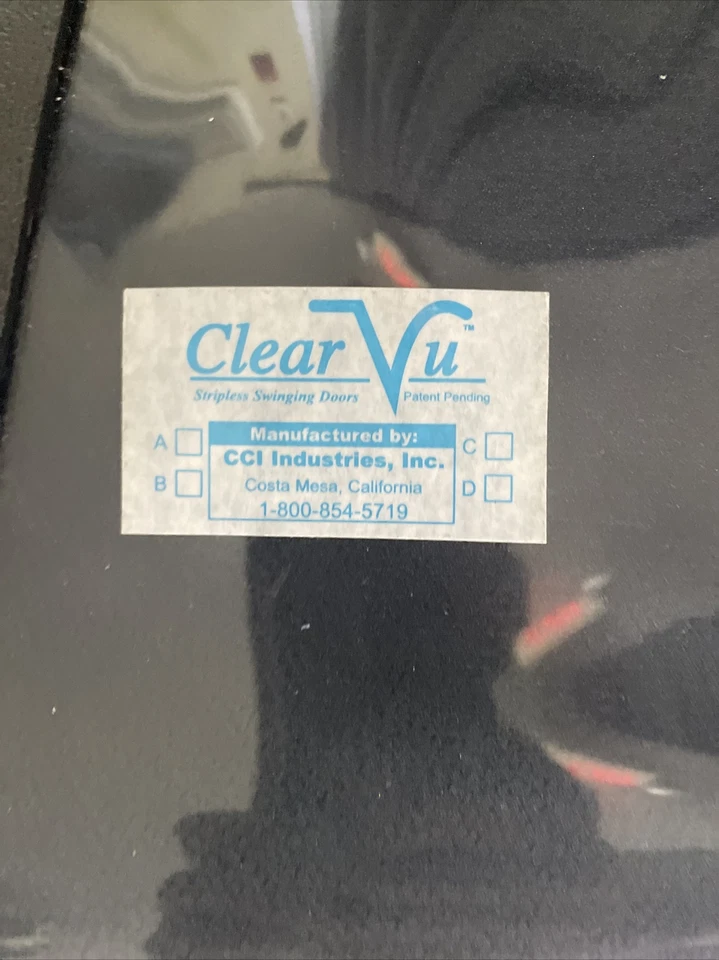 Clear Vu™
Stripless Swinging Doors Patent Pending
Manufactured by:
A C
CCI Industries, Inc.
B Costa Mesa, California D
1-800-854-5719